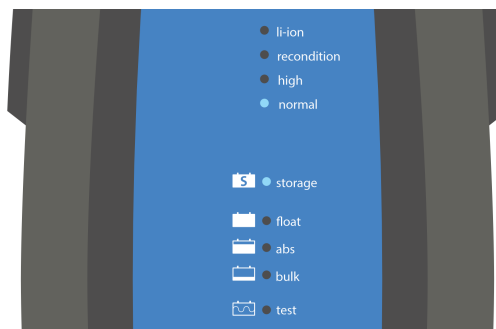 li-ion
recondition
high
normal
S storage
float
abs
bulk
test